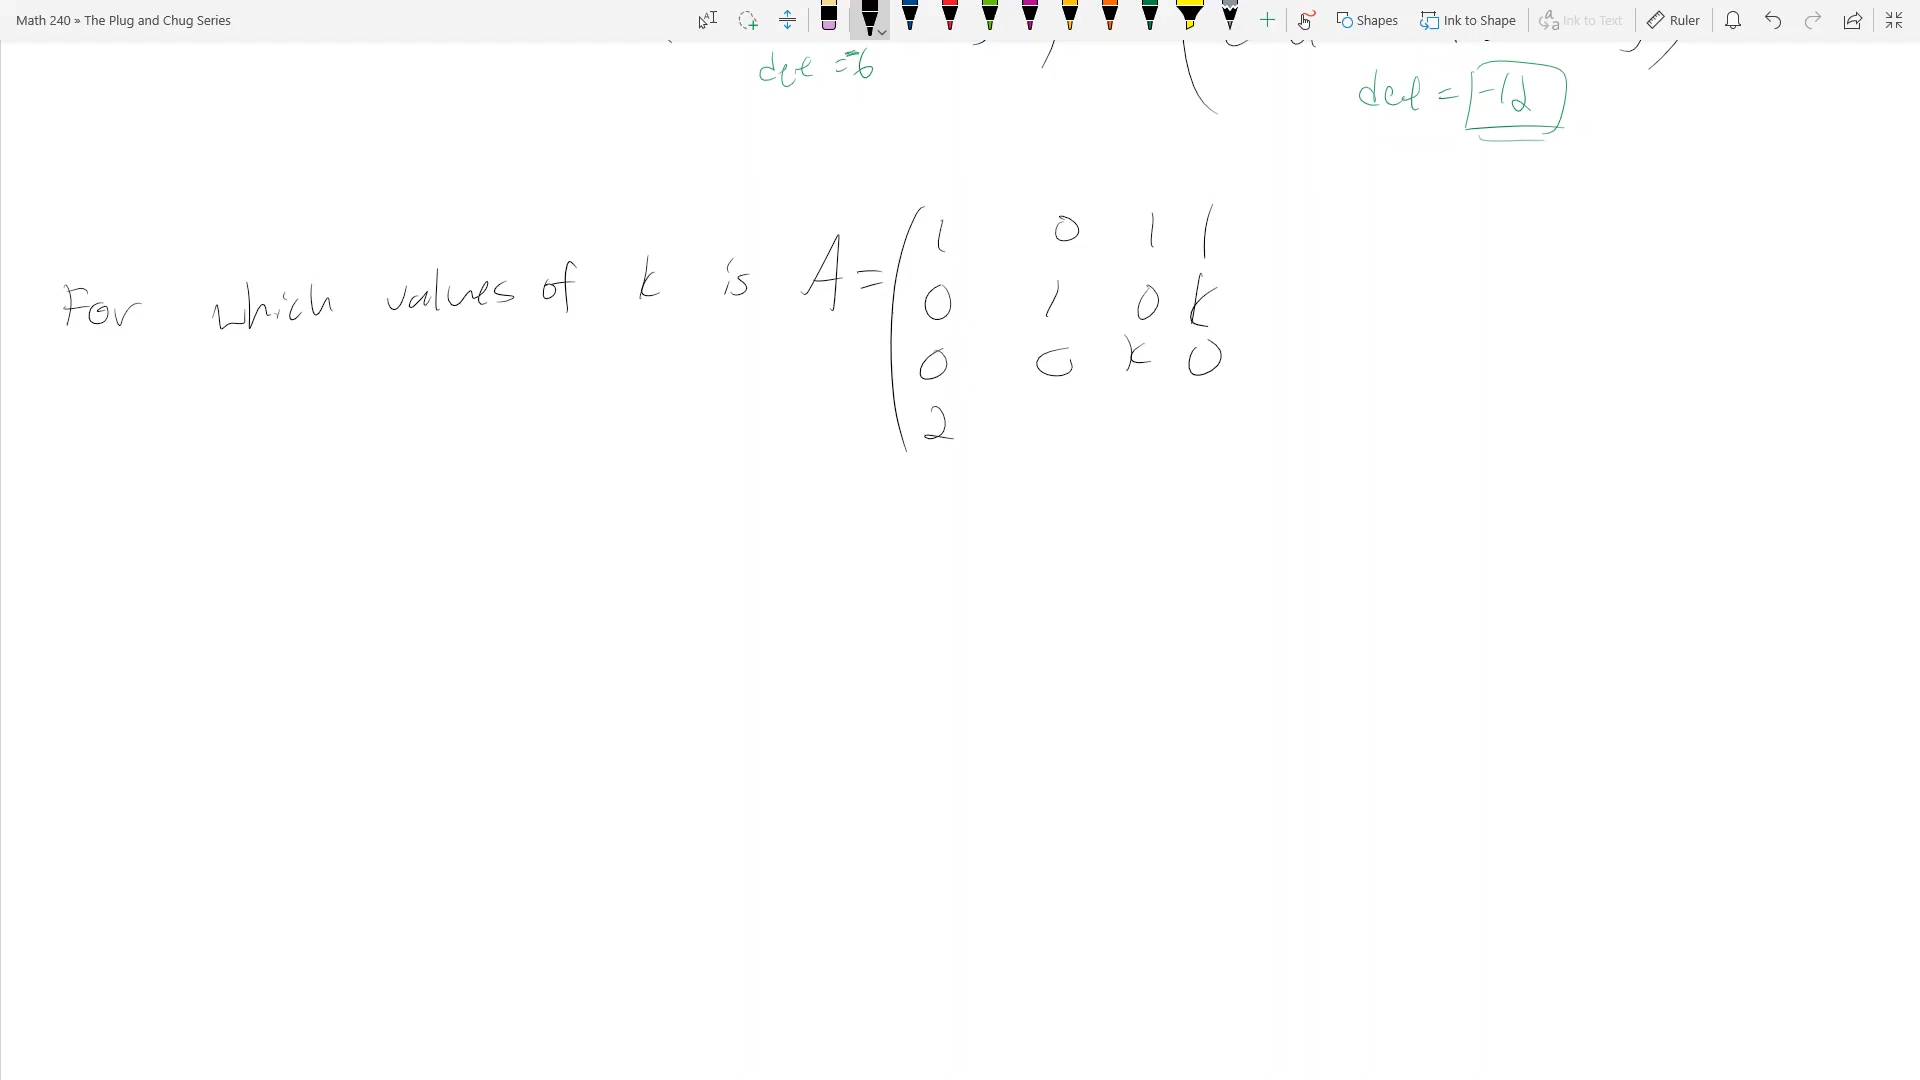 Math 240 » The Plug and Chug Series
Shapes
Ink to Shape
Ink to Text
Ruler
det = -6
det = -12
For which values of k is A =
1 0 1 1
0 1 0 k
0 0 k 0
2